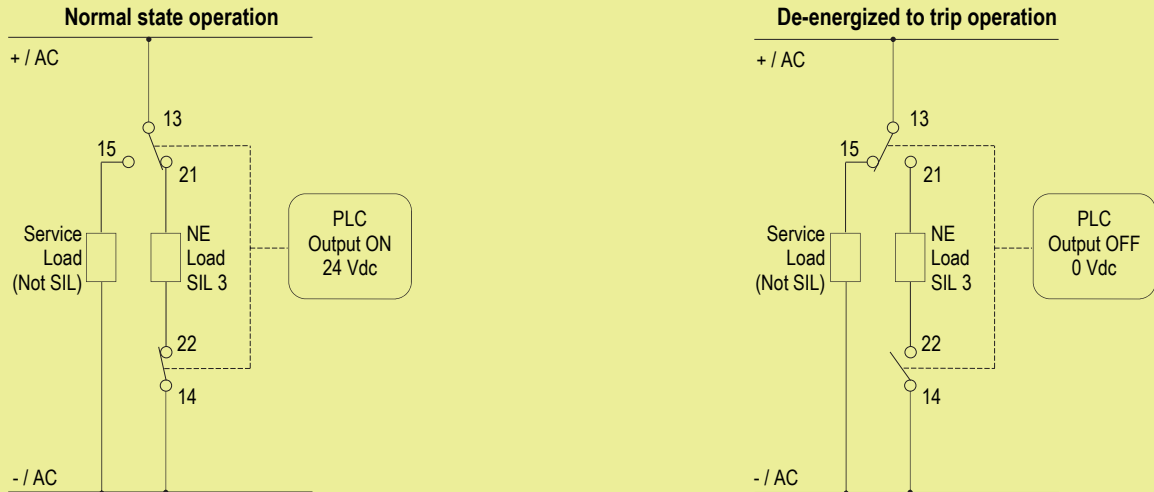 Normal state operation
+ / AC
13
15
21
Service
Load
(Not SIL)
NE
Load
SIL 3
PLC
Output ON
24 Vdc
22
14
- / AC
De-energized to trip operation
+ / AC
13
15
21
Service
Load
(Not SIL)
NE
Load
SIL 3
PLC
Output OFF
0 Vdc
22
14
- / AC